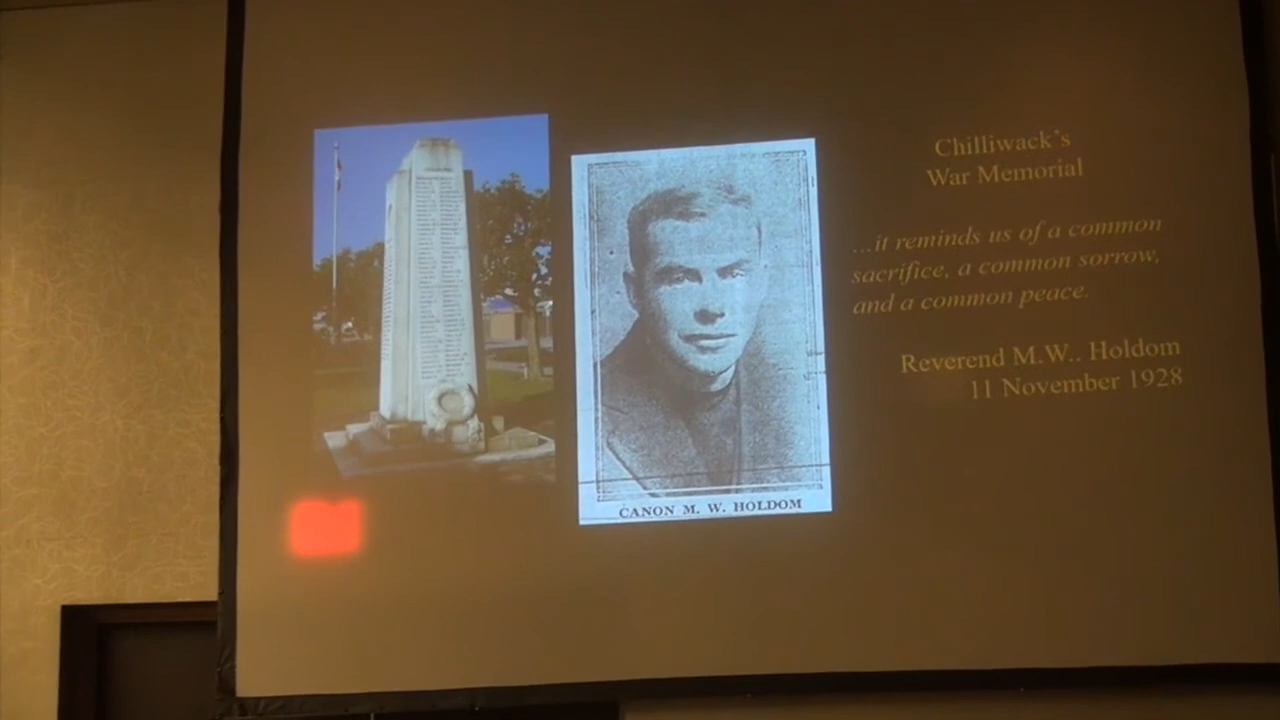 Chilliwack's
War Memorial
...it reminds us of a common
sacrifice, a common sorrow,
and a common peace.
Reverend M.W.. Holdom
11 November 1928
CANON M. W. HOLDOM